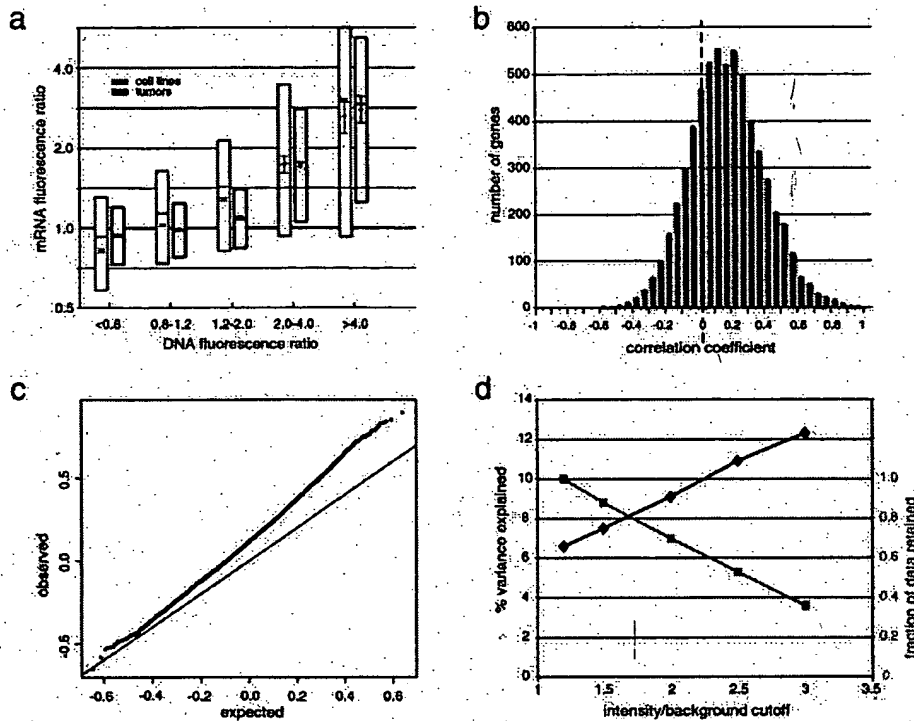 a
mRNA fluorescence ratio
4.0
2.0
1.0
0.5
cell lines
tumors
<0.8
0.8-1.2
1.2-2.0
2.0-4.0
>4.0
DNA fluorescence ratio
b
number of genes
600
500
400
300
200
100
0
-1 -0.8 -0.6 -0.4 -0.2 0 0.2 0.4 0.6 0.8 1
correlation coefficient
c
observed
0.5
0.0
-0.6 -0.4 -0.2 0.0 0.2 0.4 0.6
expected
d
% variance explained
14
12
10
8
6
4
2
0
1.0
0.8
0.6
0.4
0.2
0.
fraction of data retained
1 1.5 2 2.5 3 3.5
intensity/background cutoff